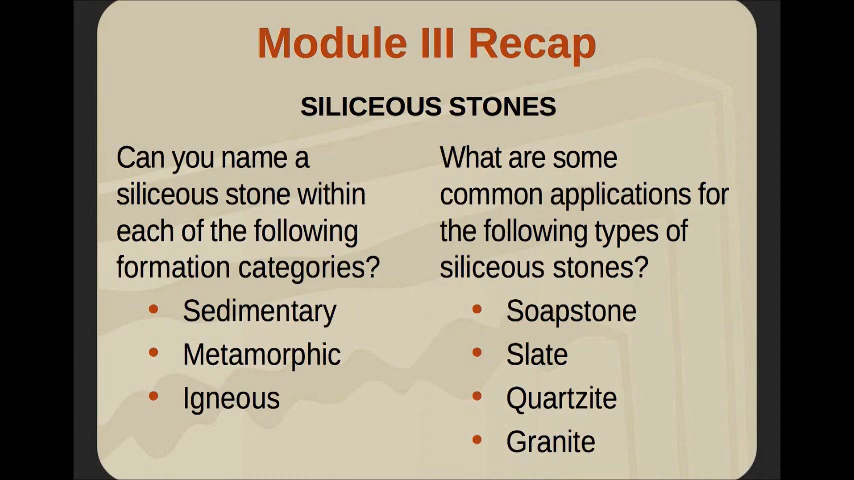 Module III Recap
SILICEOUS STONES
Can you name a
siliceous stone within
each of the following
formation categories?
• Sedimentary
• Metamorphic
• Igneous
What are some
common applications for
the following types of
siliceous stones?
• Soapstone
• Slate
• Quartzite
• Granite